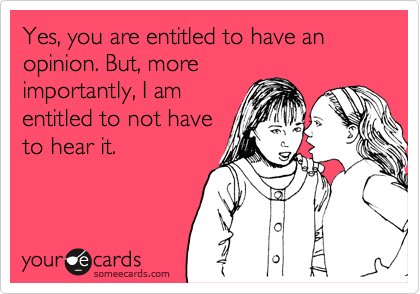 Yes, you are entitled to have an
opinion. But, more
importantly, I am
entitled to not have
to hear it.
your e cards
someecards.com